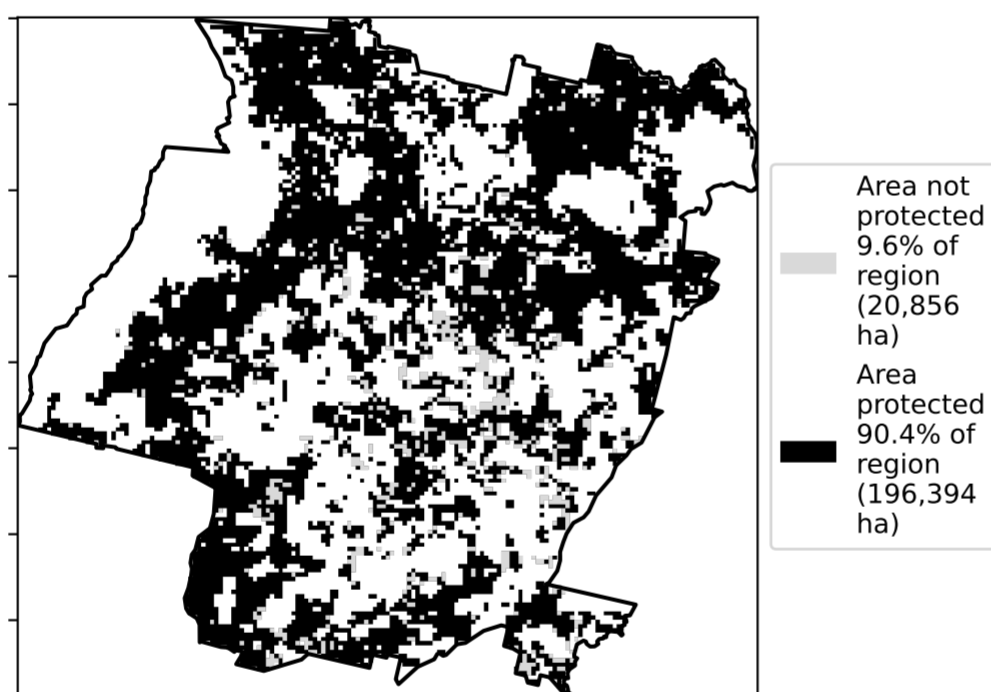 Area not
protected
9.6% of
region
(20,856
ha)
Area
protected
90.4% of
region
(196,394
ha)